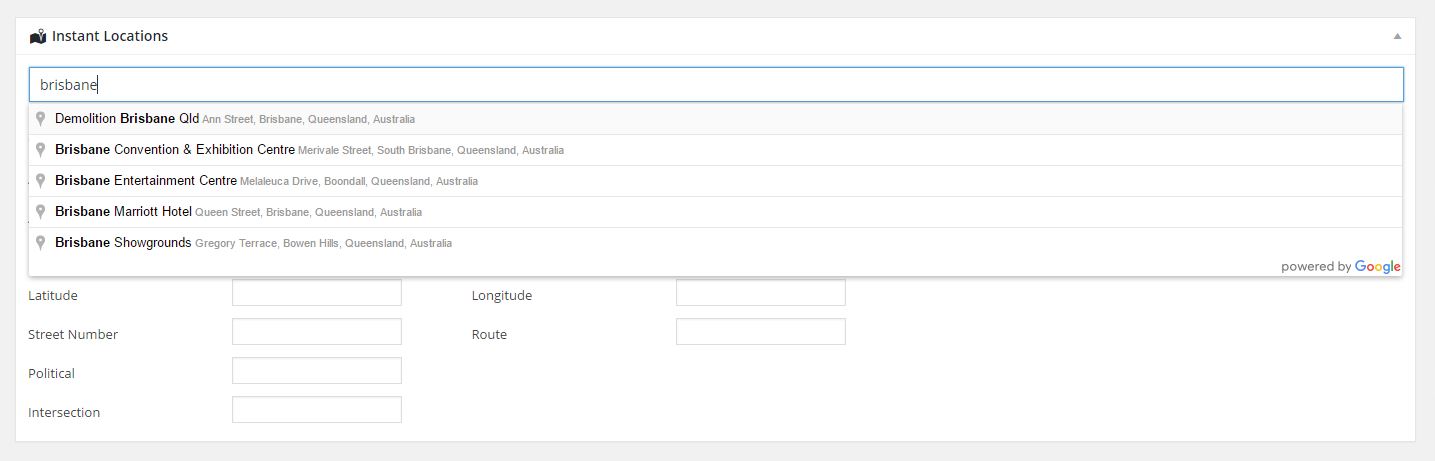 Instant Locations
brisbane
Demolition Brisbane Qld Ann Street, Brisbane, Queensland, Australia
Brisbane Convention & Exhibition Centre Merivale Street, South Brisbane, Queensland, Australia
Brisbane Entertainment Centre Melaleuca Drive, Boondall, Queensland, Australia
Brisbane Marriott Hotel Queen Street, Brisbane, Queensland, Australia
Brisbane Showgrounds Gregory Terrace, Bowen Hills, Queensland, Australia
powered by Google
Latitude Longitude
Street Number Route
Political
Intersection